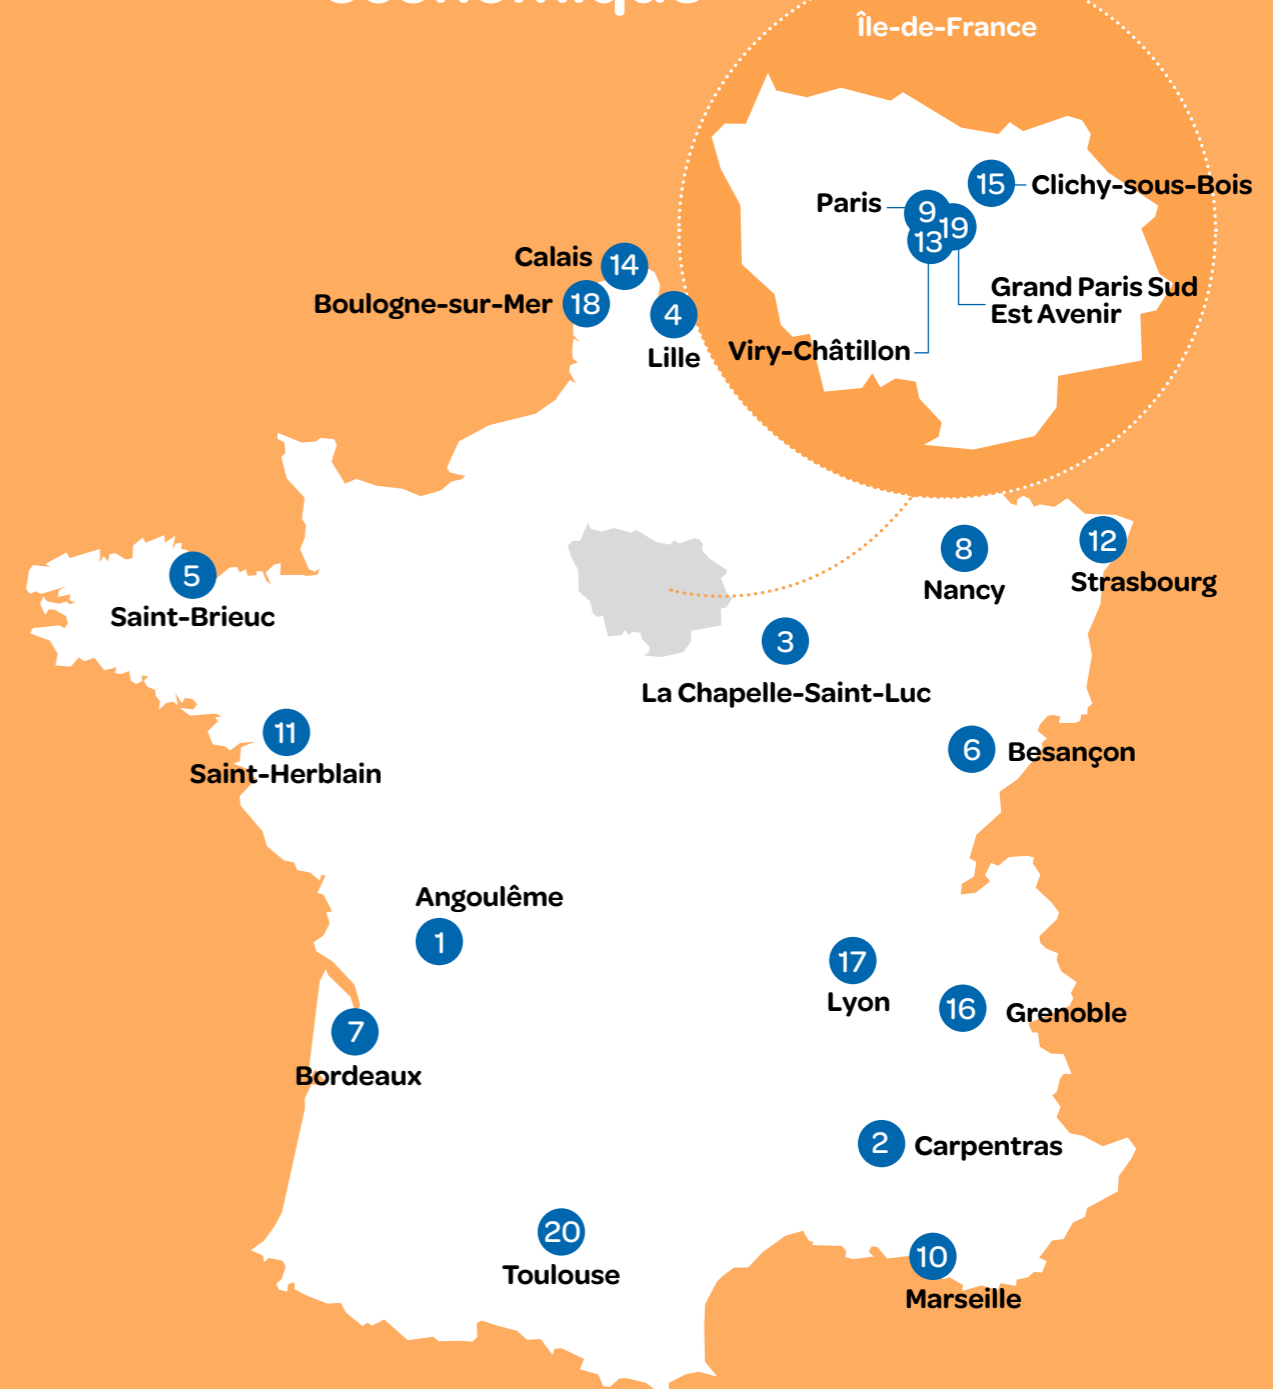 économique
Île-de-France
15
Clichy-sous-Bois
Paris
9
19
13
Grand Paris Sud
Est Avenir
Viry-Châtillon
Calais
14
Boulogne-sur-Mer
18
4
Lille
8
Nancy
12
Strasbourg
5
Saint-Brieuc
3
La Chapelle-Saint-Luc
11
Saint-Herblain
6
Besançon
Angoulême
1
17
Lyon
16
Grenoble
7
Bordeaux
2
Carpentras
20
Toulouse
10
Marseille